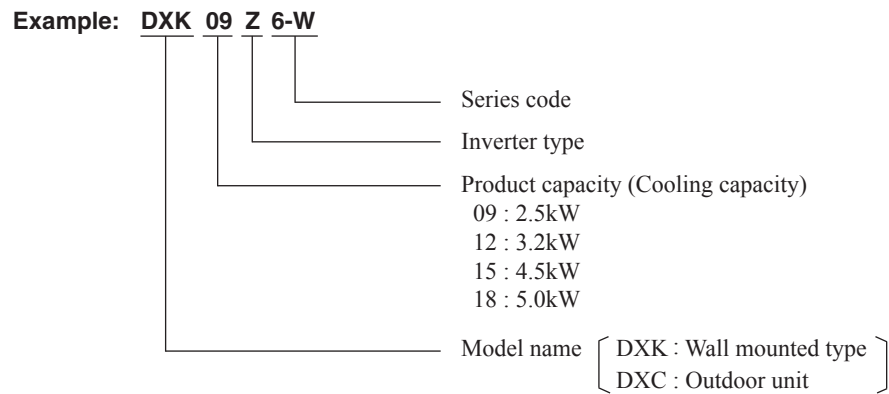 Example: DXK 09 Z 6-W
Series code
Inverter type
Product capacity (Cooling capacity)
09 : 2.5kW
12 : 3.2kW
15 : 4.5kW
18 : 5.0kW
Model name DXK : Wall mounted type
DXC : Outdoor unit